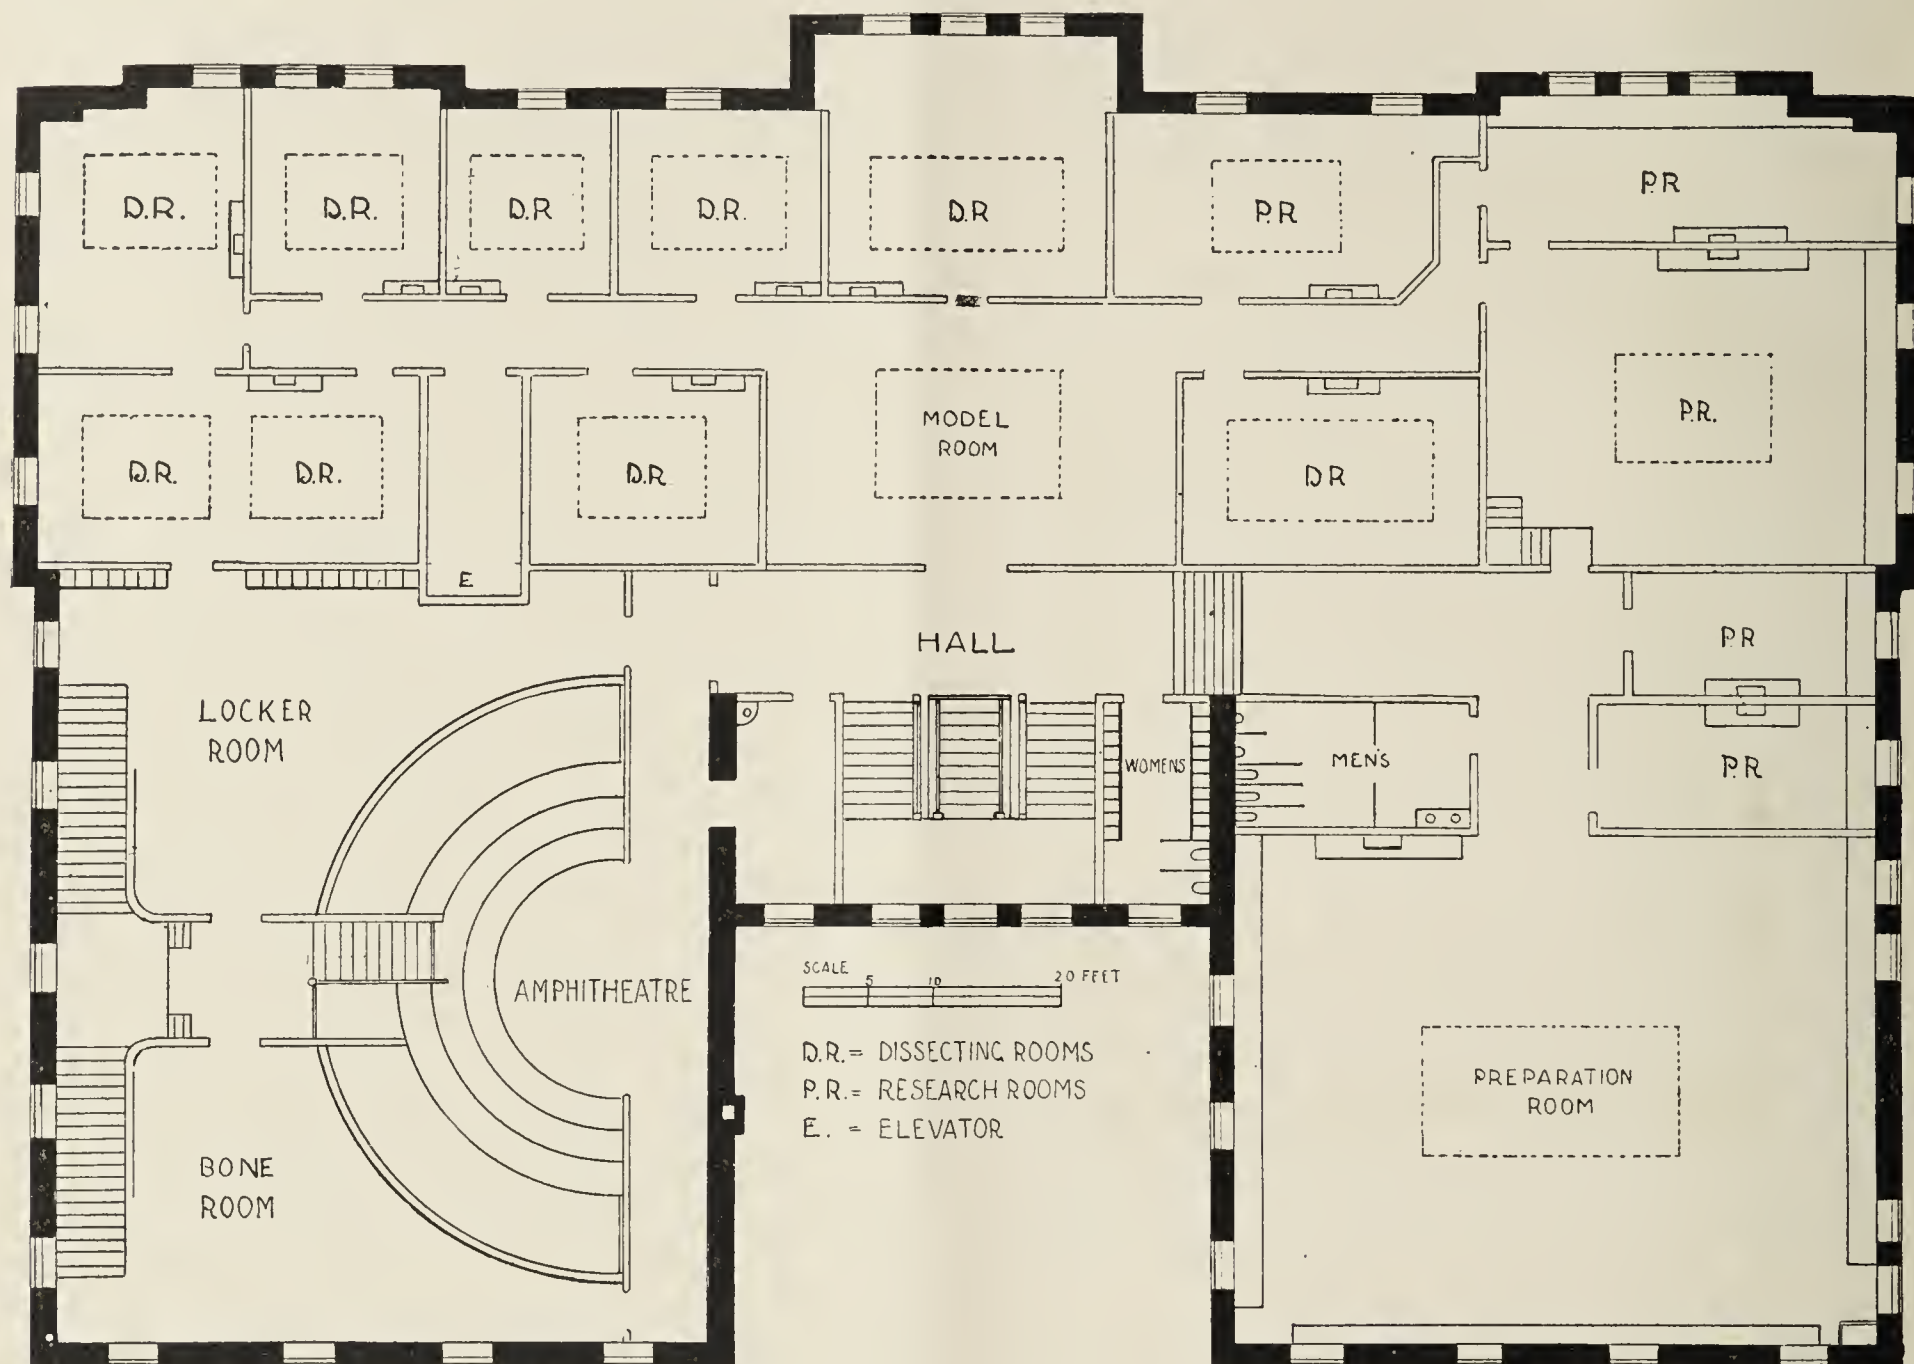 D.R.
D.R.
D.R
D.R.
D.R
P.R
P.R
D.R.
D.R.
D.R
MODEL
ROOM
D R
P.R.
E
HALL
P.R
LOCKER
ROOM
WOMENS
MEN'S
P.R
AMPHITHEATRE
SCALE
5 10 20 FEET
D.R. = DISSECTING ROOMS
P.R. = RESEARCH ROOMS
E. = ELEVATOR
PREPARATION
ROOM
BONE
ROOM